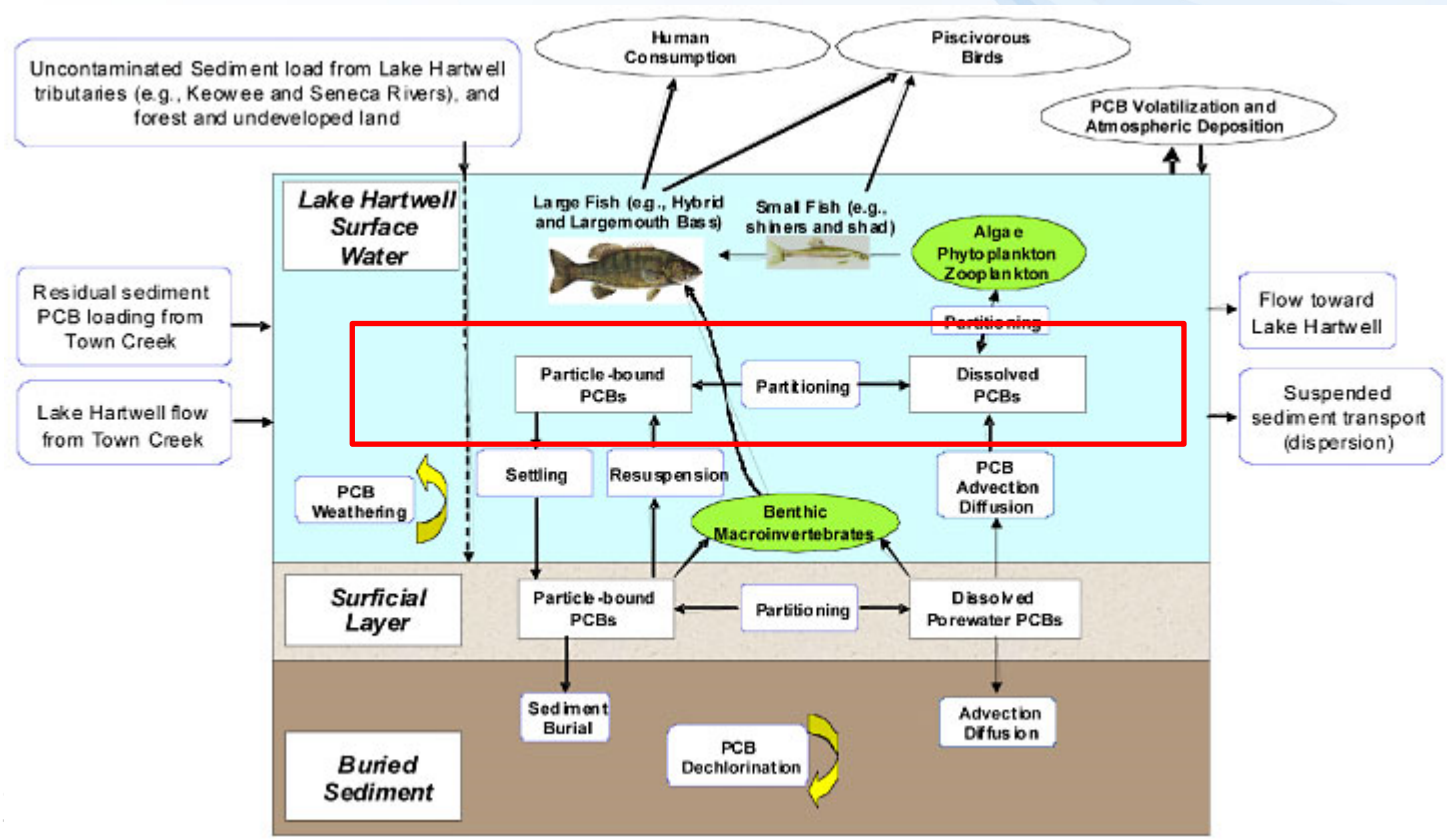 Human
Consumption
Piscivorous
Birds
Uncontaminated Sediment load from Lake Hartwell
tributaries (e.g., Keowee and Seneca Rivers), and
forest and undeveloped land
PCB Volatilization and
Atmospheric Deposition
Lake Hartwell
Surface
Water
Large Fish (e.g., Hybrid
and Largemouth Bass)
Small Fish (e.g.,
shiners and shad)
Algae
Phytoplankton
Zooplankton
Residual sediment
PCB loading from
Town Creek
Partitioning
Flow toward
Lake Hartwell
Particle-bound
PCBs
Partitioning
Dissolved
PCBs
Lake Hartwell flow
from Town Creek
Suspended
sediment transport
(dispersion)
Settling
Resuspension
PCB
Advection
Diffusion
PCB
Weathering
Benthic
Macroinvertebrates
Surficial
Layer
Particle-bound
PCBs
Partitioning
Dissolved
Porewater PCBs
Sediment
Burial
Advection
Diffusion
PCB
Dechlorination
Buried
Sediment